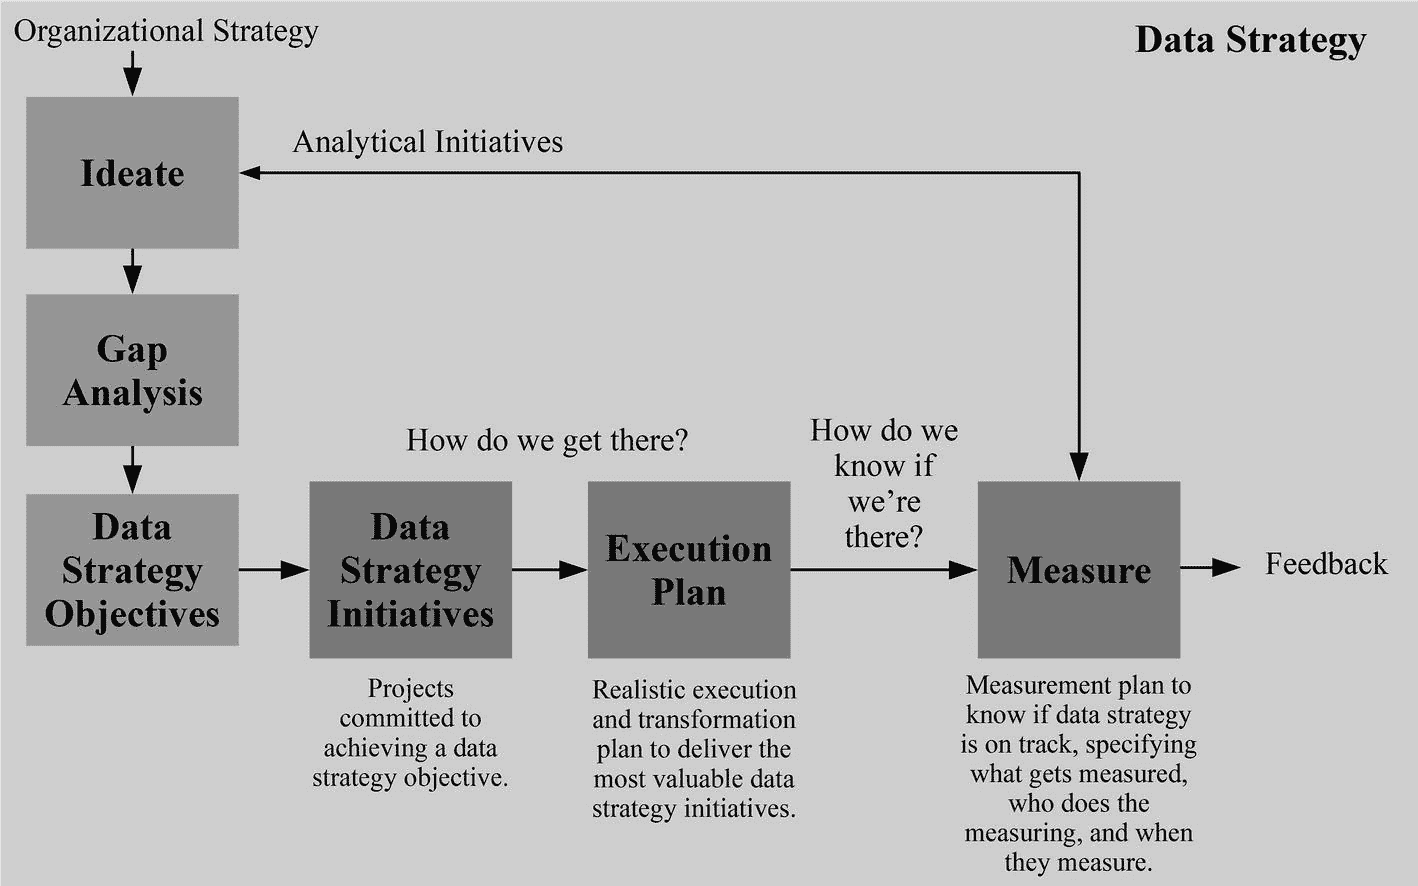 Organizational Strategy
Data Strategy
Ideate
Analytical Initiatives
Gap
Analysis
How do we get there?
How do we
know if
we’re
there?
Data
Strategy
Objectives
Data
Strategy
Initiatives
Execution
Plan
Measure
Feedback
Projects
committed to
achieving a data
strategy objective.
Realistic execution
and transformation
plan to deliver the
most valuable data
strategy initiatives.
Measurement plan to
know if data strategy
is on track, specifying
what gets measured,
who does the
measuring, and when
they measure.